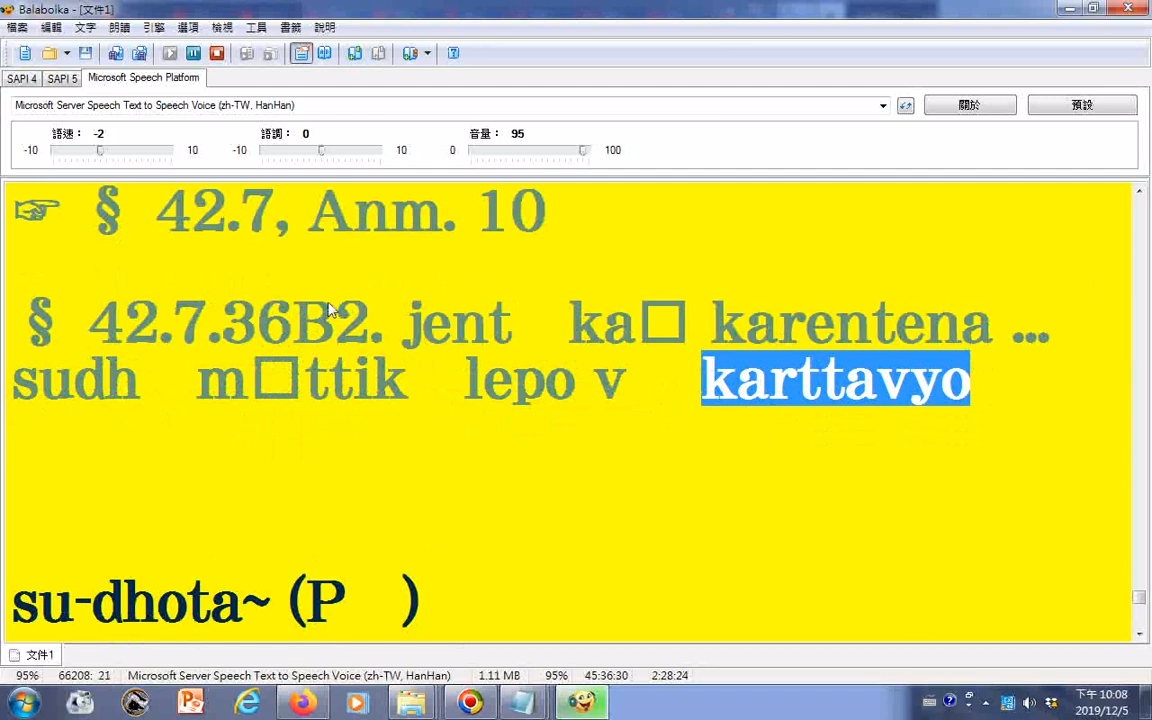 Balabolka - [文件1]
檔案 編輯 文字 朗讀 引擎 選項 檢視 工具 書籤 說明
SAPI 4 SAPI 5 Microsoft Speech Platform
Microsoft Server Speech Text to Speech Voice (zh-TW, HanHan) 關於 預設
語速： -2 語調： 0 音量： 95
-10 10 -10 10 0 100
☞ § 42.7, Anm. 10
§ 42.7.36B2. jent ka□ karentena ...
sudh m□ttik lepo v karttavyo
su-dhota~ (P )
文件1
95% 66208: 21 Microsoft Server Speech Text to Speech Voice (zh-TW, HanHan) 1.11 MB 95% 45:36:30 2:28:24
下午 10:08
2019/12/5